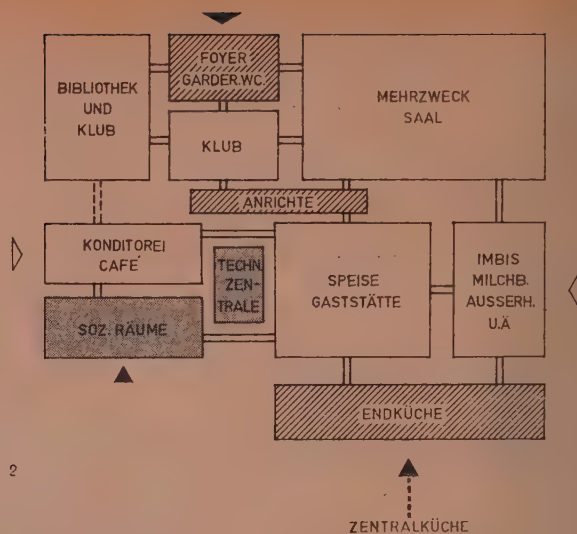 FOYER
GARDER.WC.
BIBLIOTHEK
UND
KLUB
MEHRZWECK
SAAL
KLUB
ANRICHTE
KONDITOREI
CAFÉ
TECHN.
ZEN-
TRALE
SPEISE
GASTSTÄTTE
IMBIS
MILCHB.
AUSSERH.
U.Ä
SOZ. RÄUME
ENDKÜCHE
2
ZENTRALKÜCHE